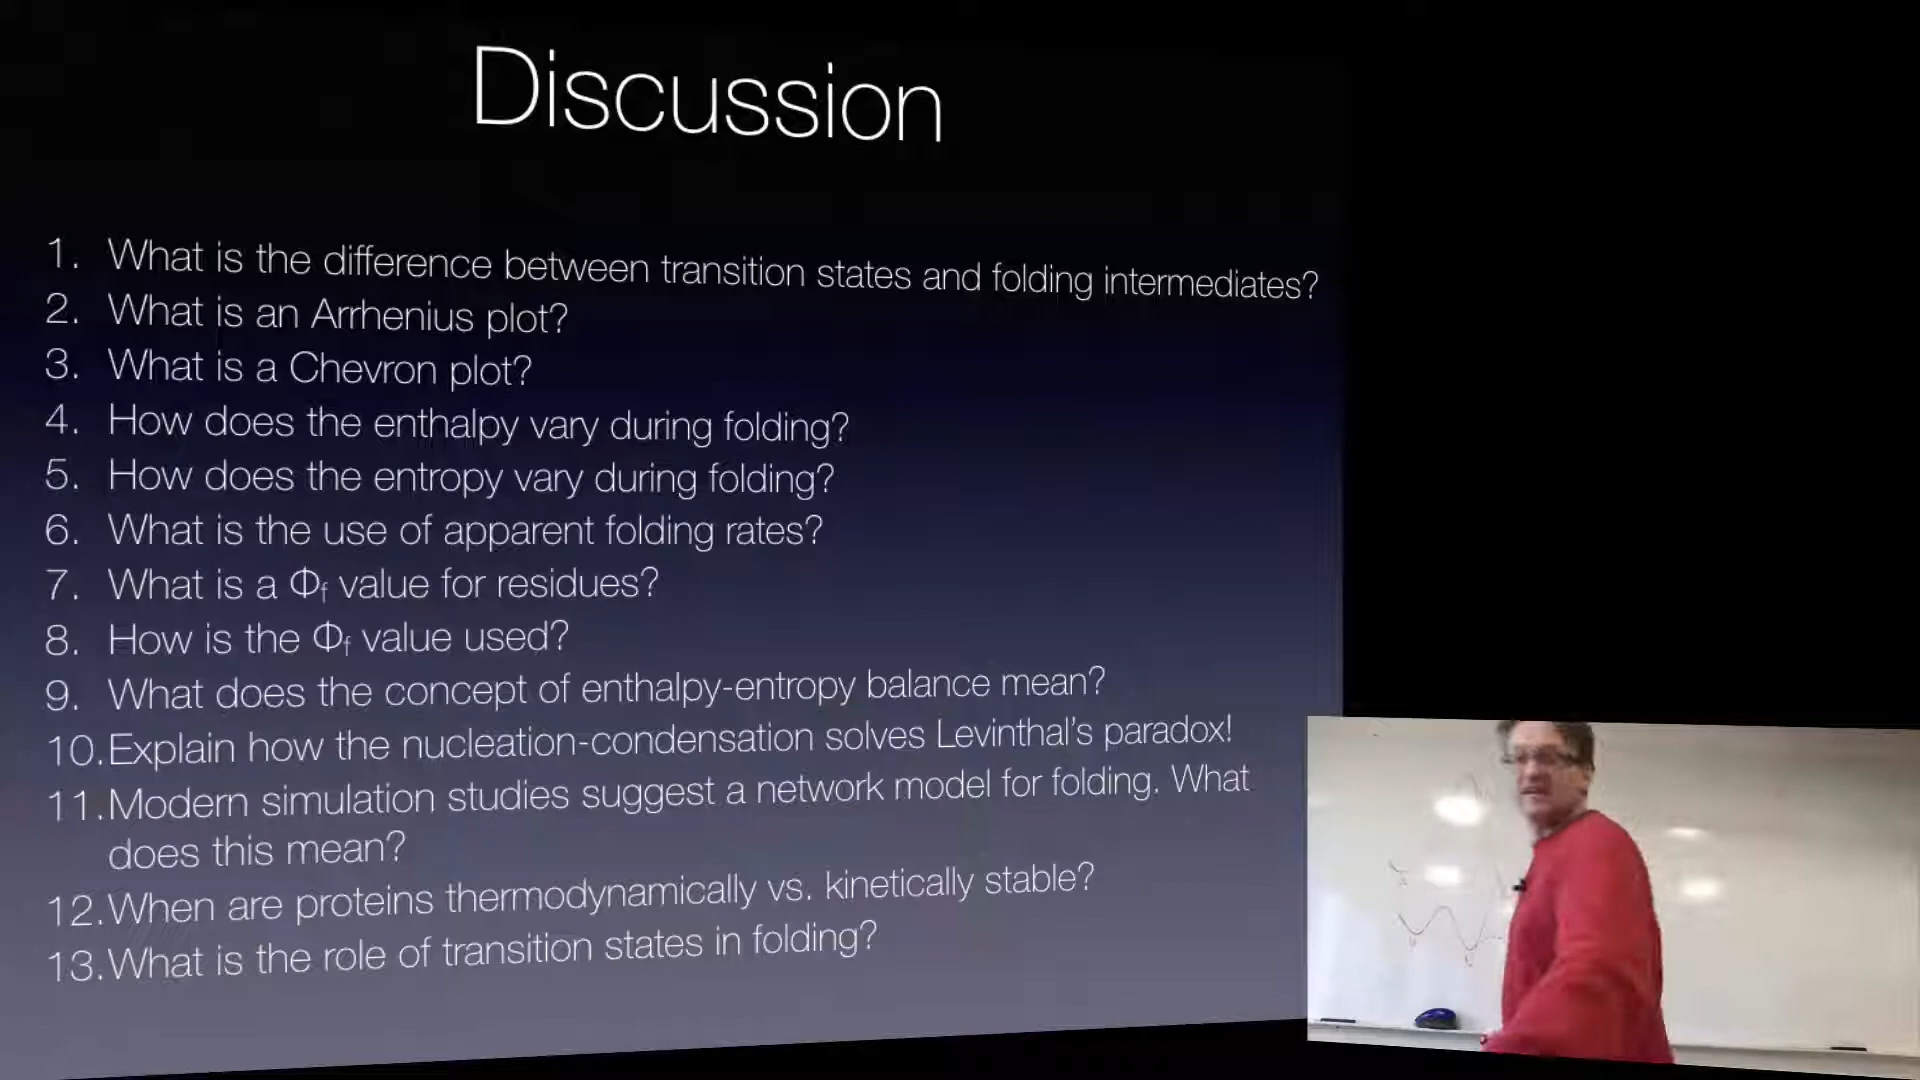 Discussion
1. What is the difference between transition states and folding intermediates?
2. What is an Arrhenius plot?
3. What is a Chevron plot?
4. How does the enthalpy vary during folding?
5. How does the entropy vary during folding?
6. What is the use of apparent folding rates?
7. What is a Φf value for residues?
8. How is the Φf value used?
9. What does the concept of enthalpy-entropy balance mean?
10. Explain how the nucleation-condensation solves Levinthal's paradox!
11. Modern simulation studies suggest a network model for folding. What
does this mean?
12. When are proteins thermodynamically vs. kinetically stable?
13. What is the role of transition states in folding?